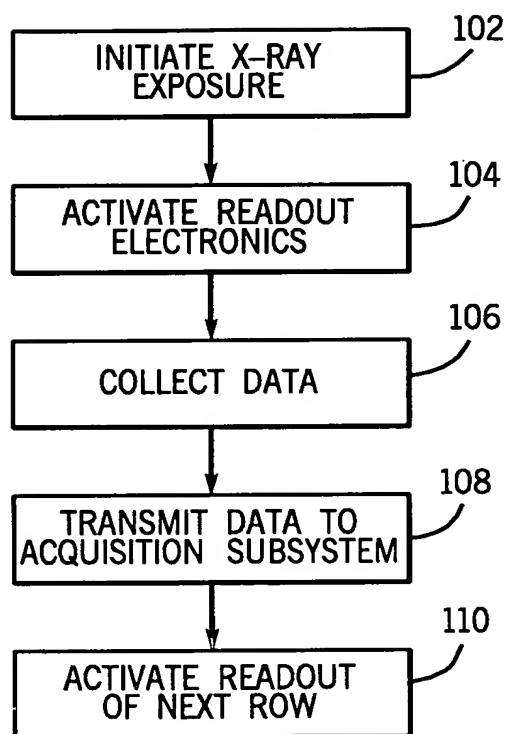 102
INITIATE X-RAY
EXPOSURE
104
ACTIVATE READOUT
ELECTRONICS
106
COLLECT DATA
108
TRANSMIT DATA TO
ACQUISITION SUBSYSTEM
110
ACTIVATE READOUT
OF NEXT ROW